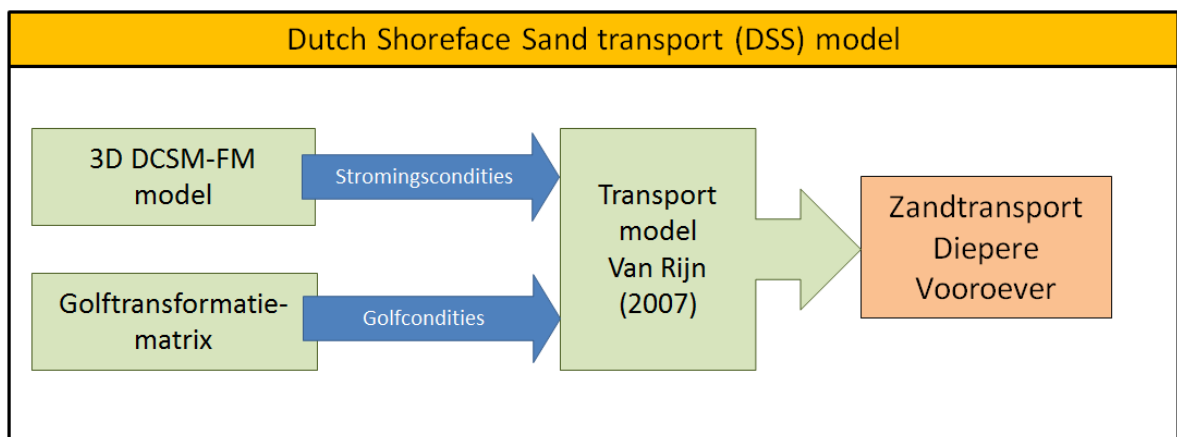 Dutch Shoreface Sand transport (DSS) model
3D DCSM-FM
model
Stromingscondities
Golftransformatie-
matrix
Golfcondities
Transport
model
Van Rijn
(2007)
Zandtransport
Diepere
Vooroever